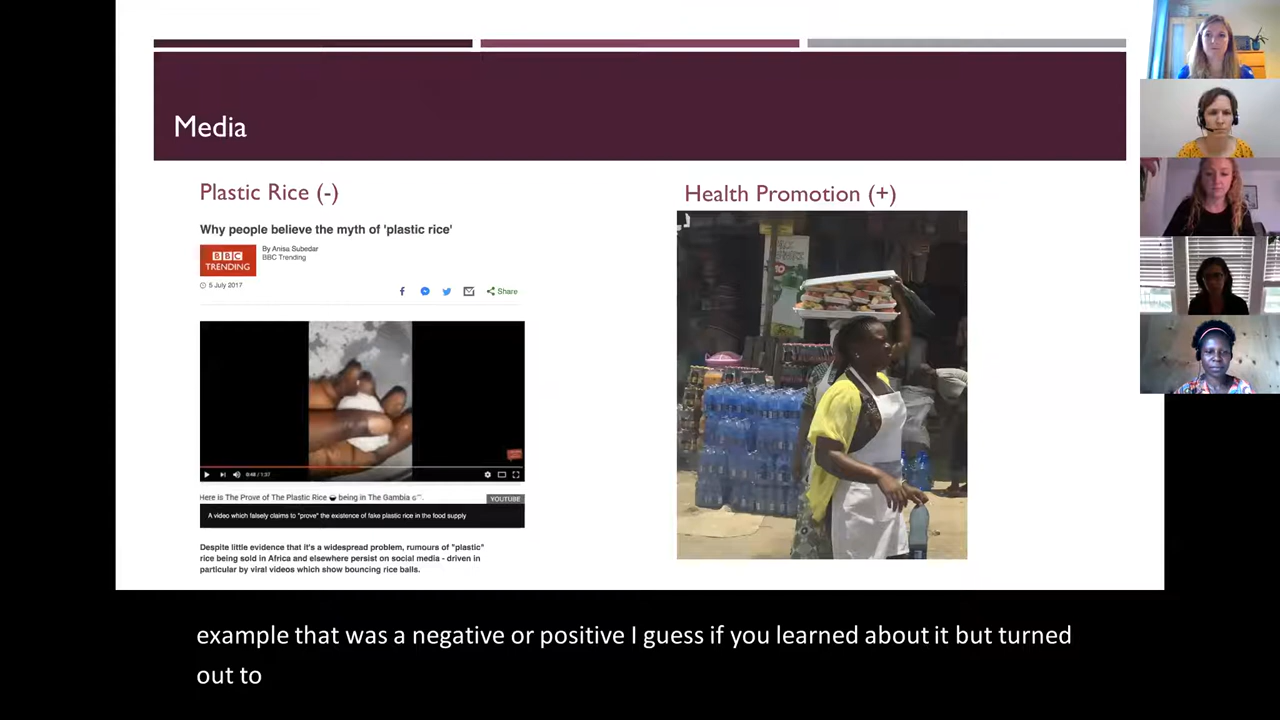 Media
Plastic Rice (-)
Why people believe the myth of 'plastic rice'
BBC
TRENDING
By Anisa Subedar
BBC Trending
5 July 2017
Share
0:48 / 1:37
Here is The Prove of The Plastic Rice being in The Gambia
YOUTUBE
A video which falsely claims to "prove" the existence of fake plastic rice in the food supply
Despite little evidence that it's a widespread problem, rumours of "plastic"
rice being sold in Africa and elsewhere persist on social media - driven in
particular by viral videos which show bouncing rice balls.
Health Promotion (+)
example that was a negative or positive I guess if you learned about it but turned
out to